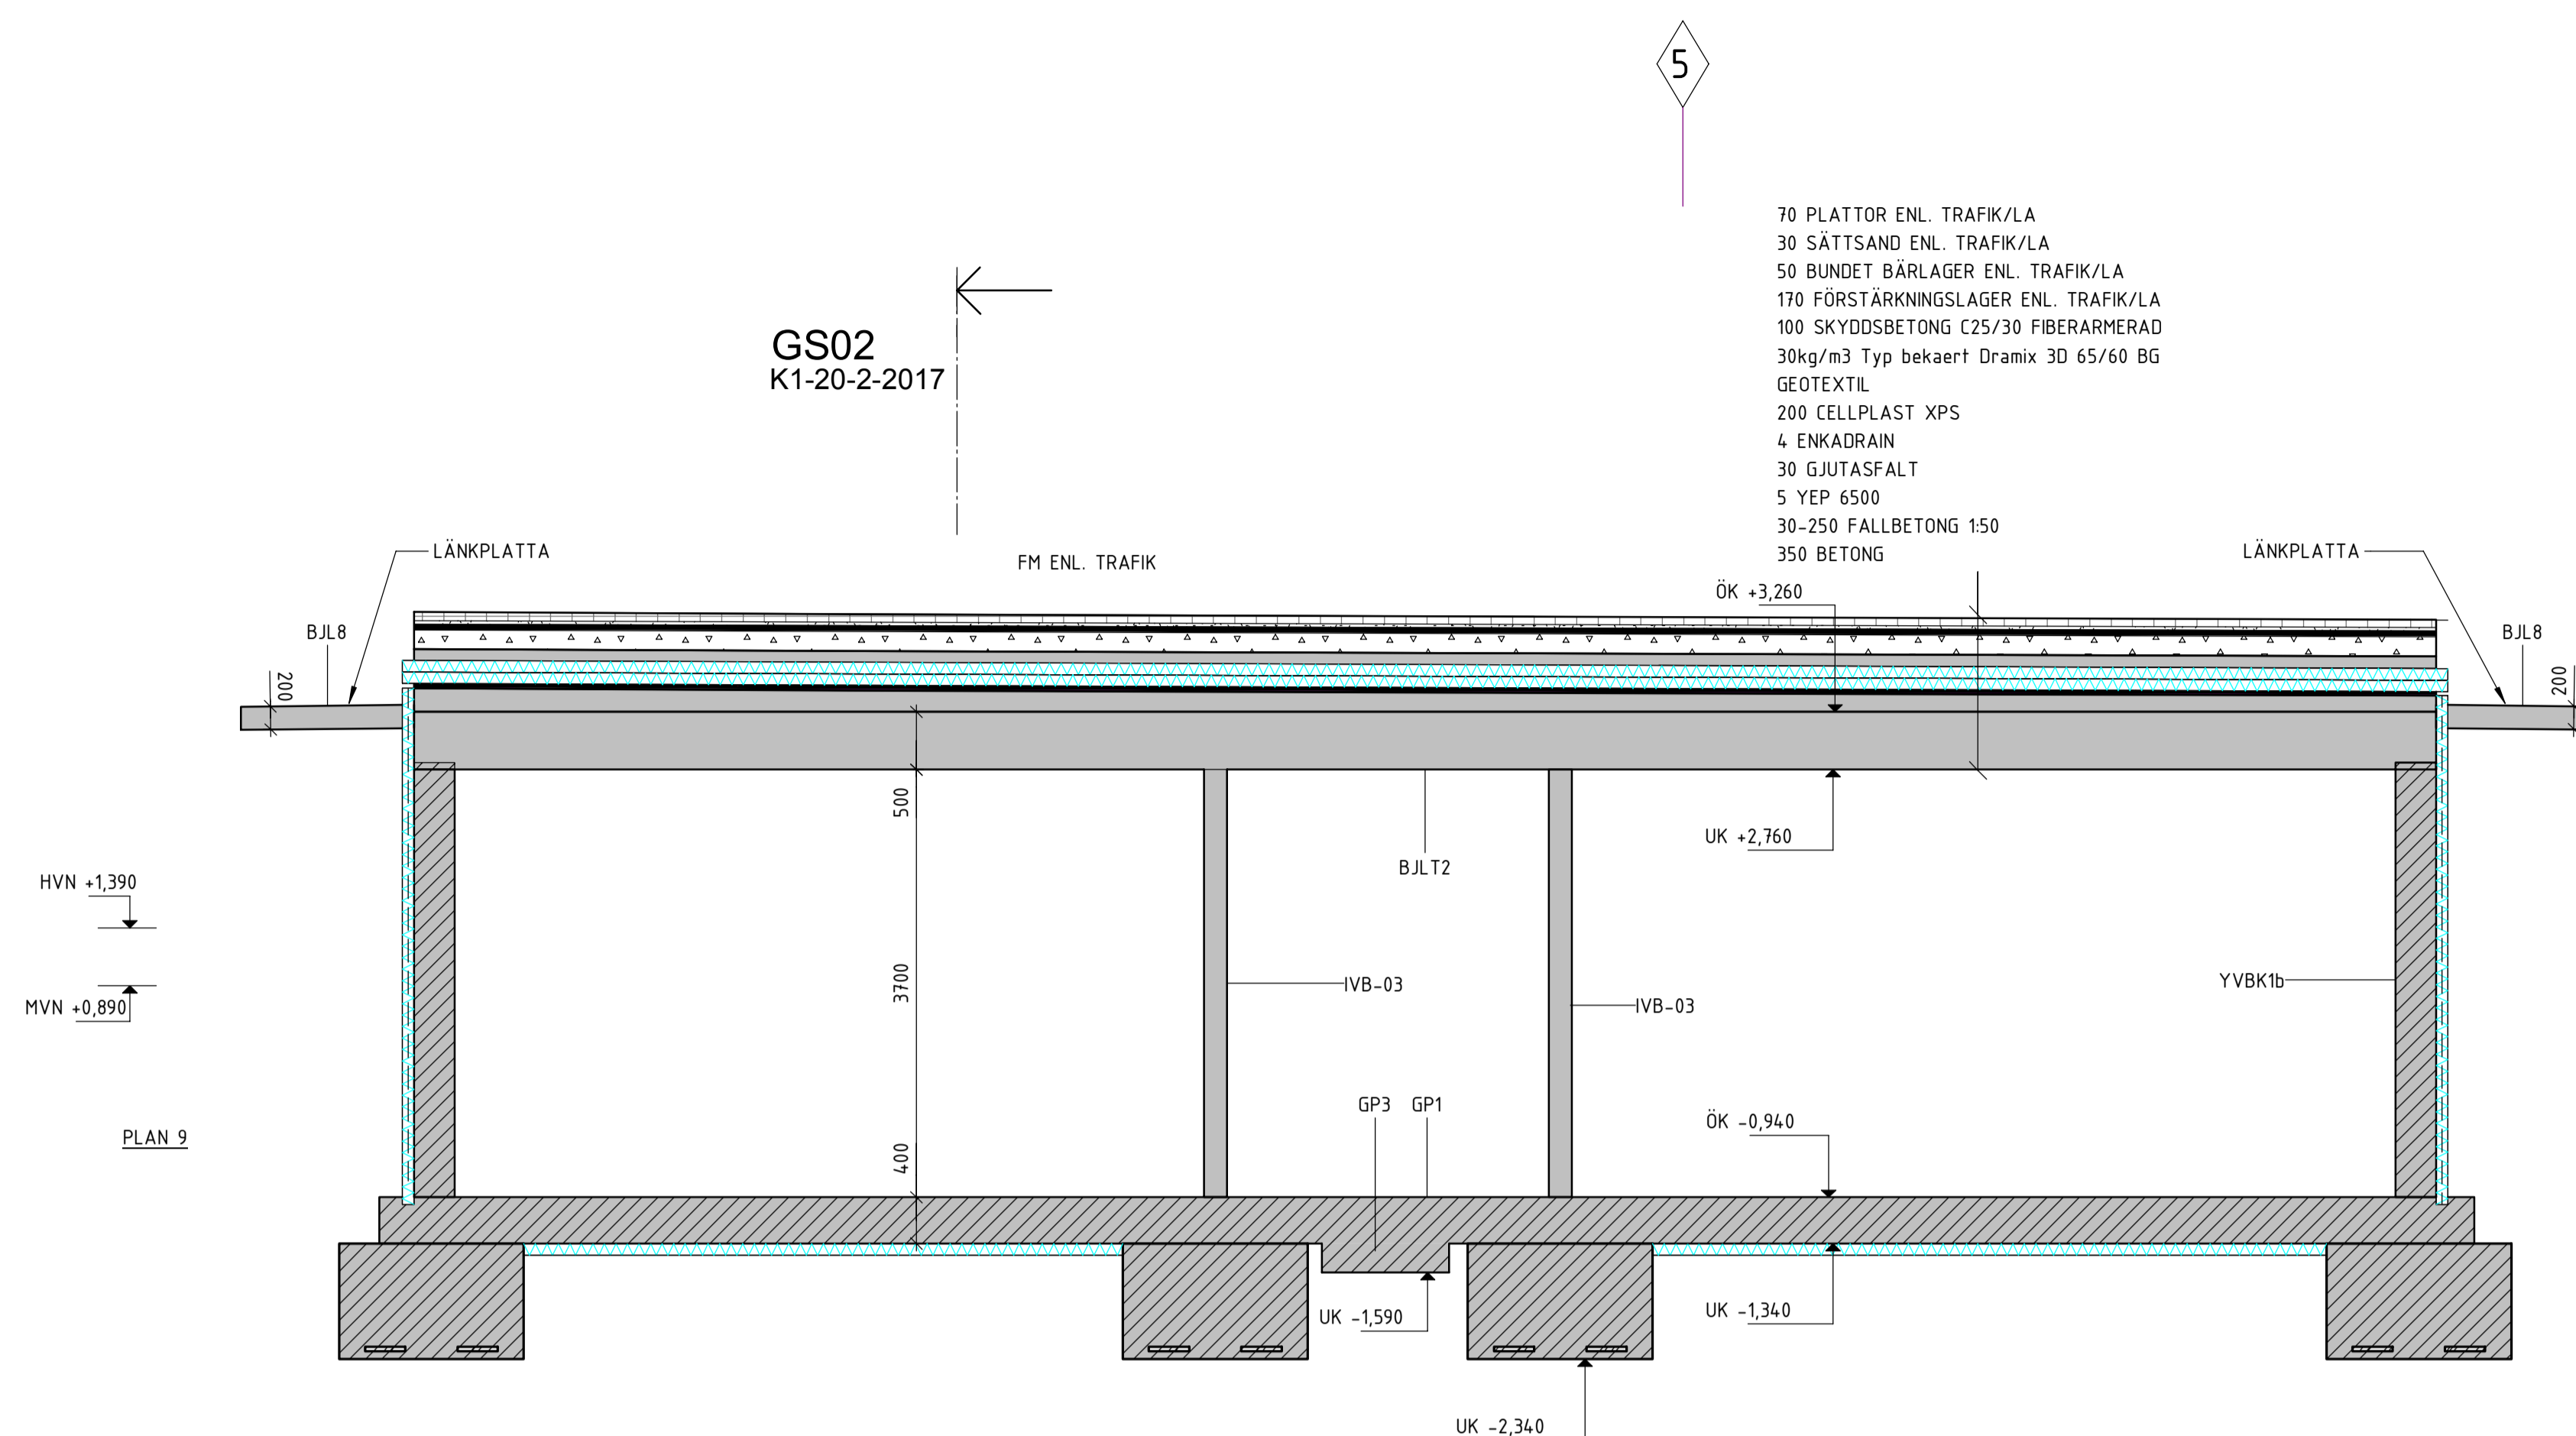 5
70 PLATTOR ENL. TRAFIK/LA
30 SÄTTSAND ENL. TRAFIK/LA
50 BUNDET BÄRLAGER ENL. TRAFIK/LA
170 FÖRSTÄRKNINGSLAGER ENL. TRAFIK/LA
100 SKYDDSBETONG C25/30 FIBERARMERAD
30kg/m3 Typ bekaert Dramix 3D 65/60 BG
GEOTEXTIL
200 CELLPLAST XPS
4 ENKADRAIN
30 GJUTASFALT
5 YEP 6500
30-250 FALLBETONG 1:50
350 BETONG
GS02
K1-20-2-2017
LÄNKPLATTA
FM ENL. TRAFIK
LÄNKPLATTA
ÖK +3,260
BJL8
BJL8
200
200
500
UK +2,760
BJLT2
HVN +1,390
3700
IVB-03
IVB-03
YVBK1b
MVN +0,890
GP3
GP1
ÖK -0,940
PLAN 9
400
UK -1,590
UK -1,340
UK -2,340